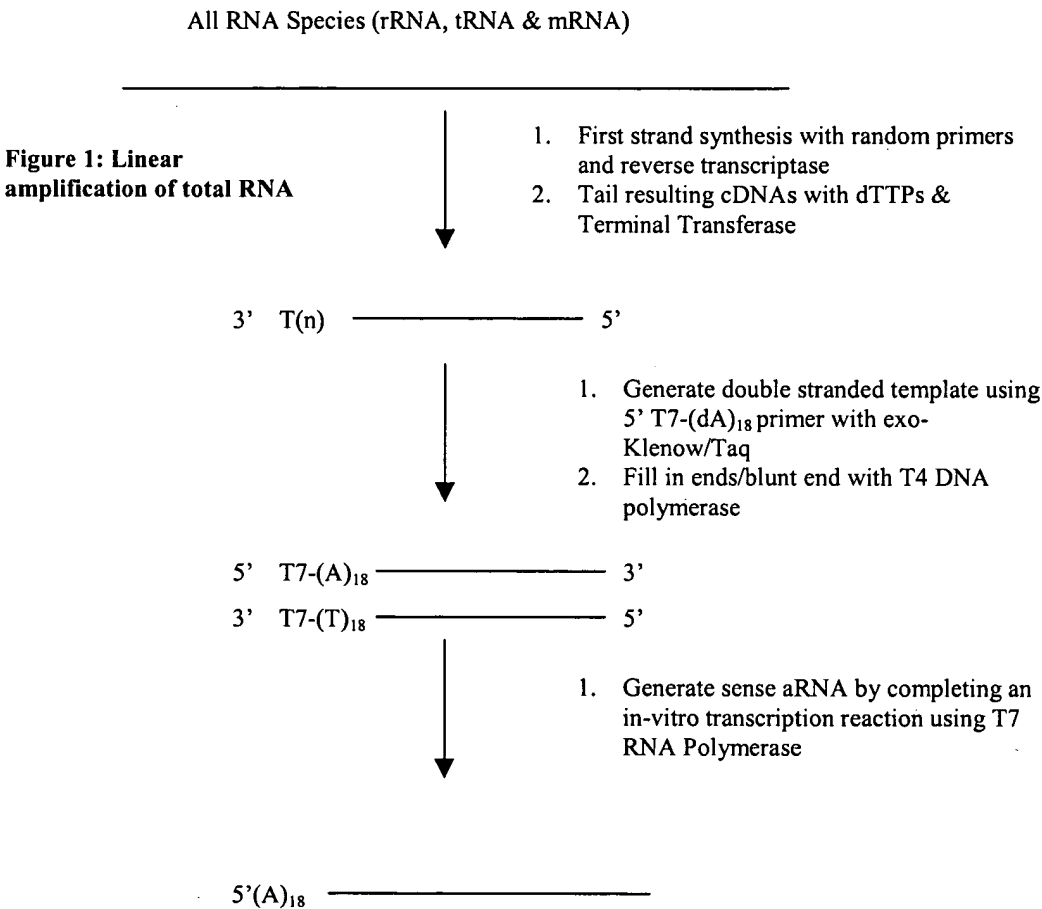 All RNA Species (rRNA, tRNA & mRNA)
Figure 1: Linear
amplification of total RNA
1. First strand synthesis with random primers
and reverse transcriptase
2. Tail resulting cDNAs with dTTPs &
Terminal Transferase
3’ T(n) 5’
1. Generate double stranded template using
5’ T7-(dA)₁₈ primer with exo-
Klenow/Taq
2. Fill in ends/blunt end with T4 DNA
polymerase
5’ T7-(A)₁₈ 3’
3’ T7-(T)₁₈ 5’
1. Generate sense aRNA by completing an
in-vitro transcription reaction using T7
RNA Polymerase
5’(A)₁₈